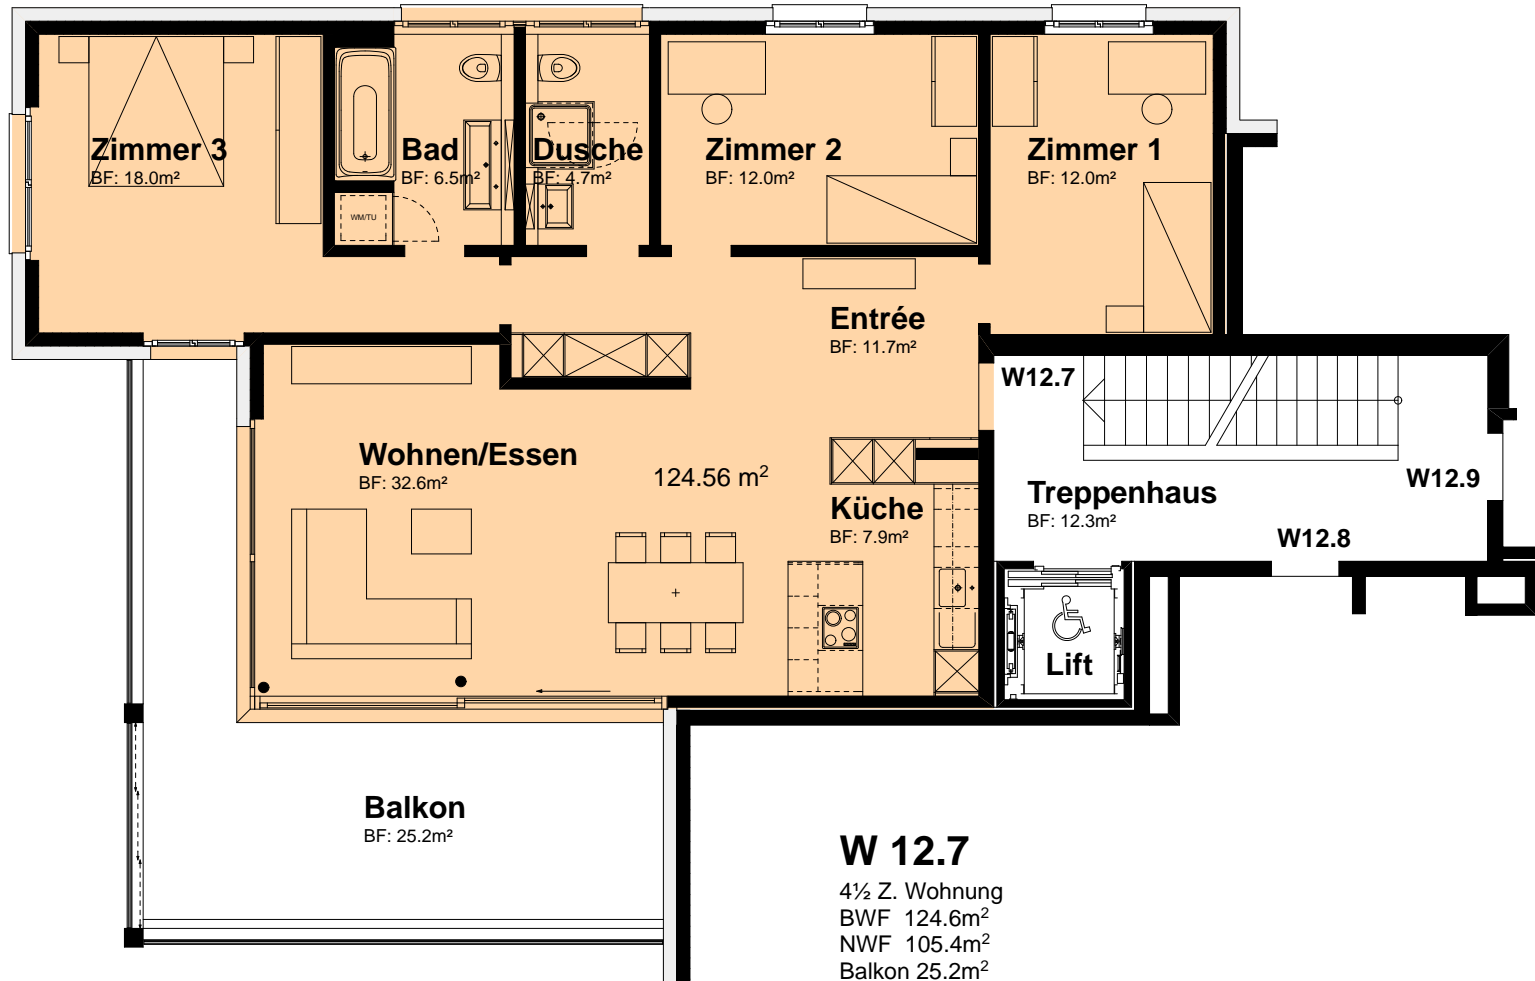 Zimmer 3
BF: 18.0m²
Bad
BF: 6.5m²
Dusche
BF: 4.7m²
Zimmer 2
BF: 12.0m²
Zimmer 1
BF: 12.0m²
WM/TU
Entrée
BF: 11.7m²
W12.7
Wohnen/Essen
BF: 32.6m²
124.56 m²
Küche
BF: 7.9m²
Treppenhaus
BF: 12.3m²
W12.9
W12.8
Lift
Balkon
BF: 25.2m²
W 12.7
4½ Z. Wohnung
BWF 124.6m²
NWF 105.4m²
Balkon 25.2m²